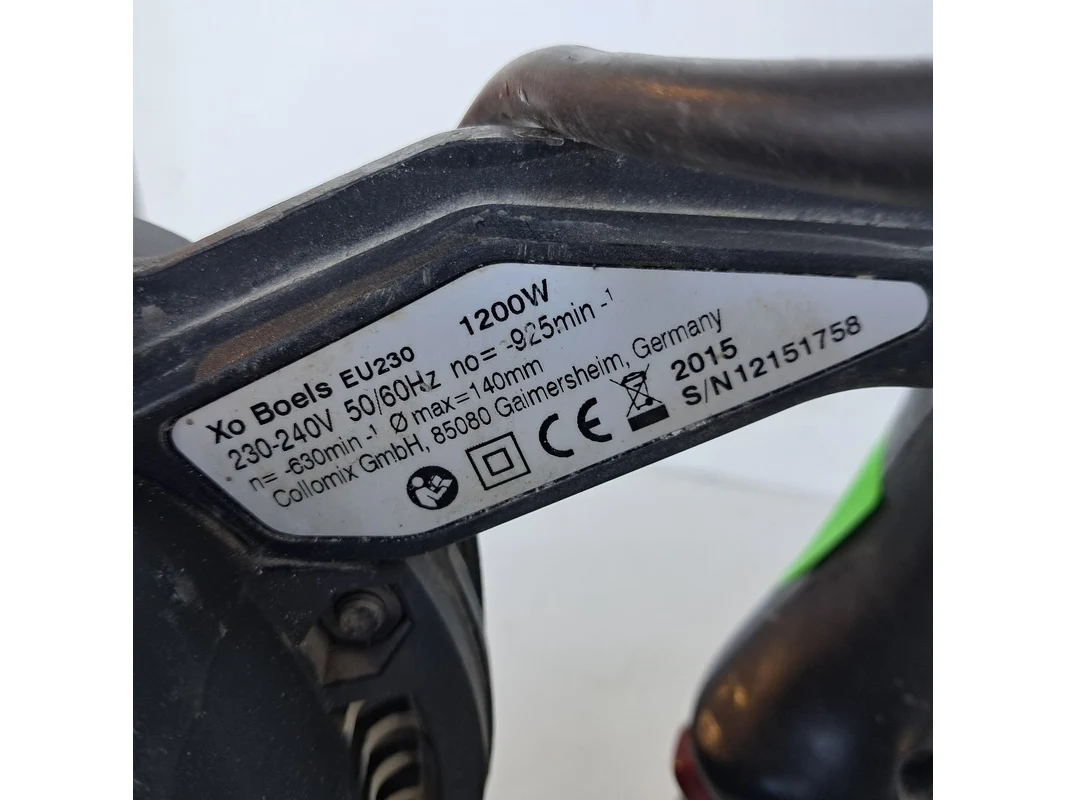 Xo Boels EU230 1200W
230-240V 50/60Hz no= -925min -1
n= -630min -1 Ø max=140mm
Collomix GmbH, 85080 Gaimersheim, Germany
CE 2015
S/N12151758